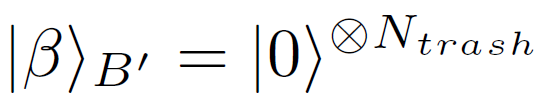 |β⟩_{B′} = |0⟩^{⊗N_{trash}}